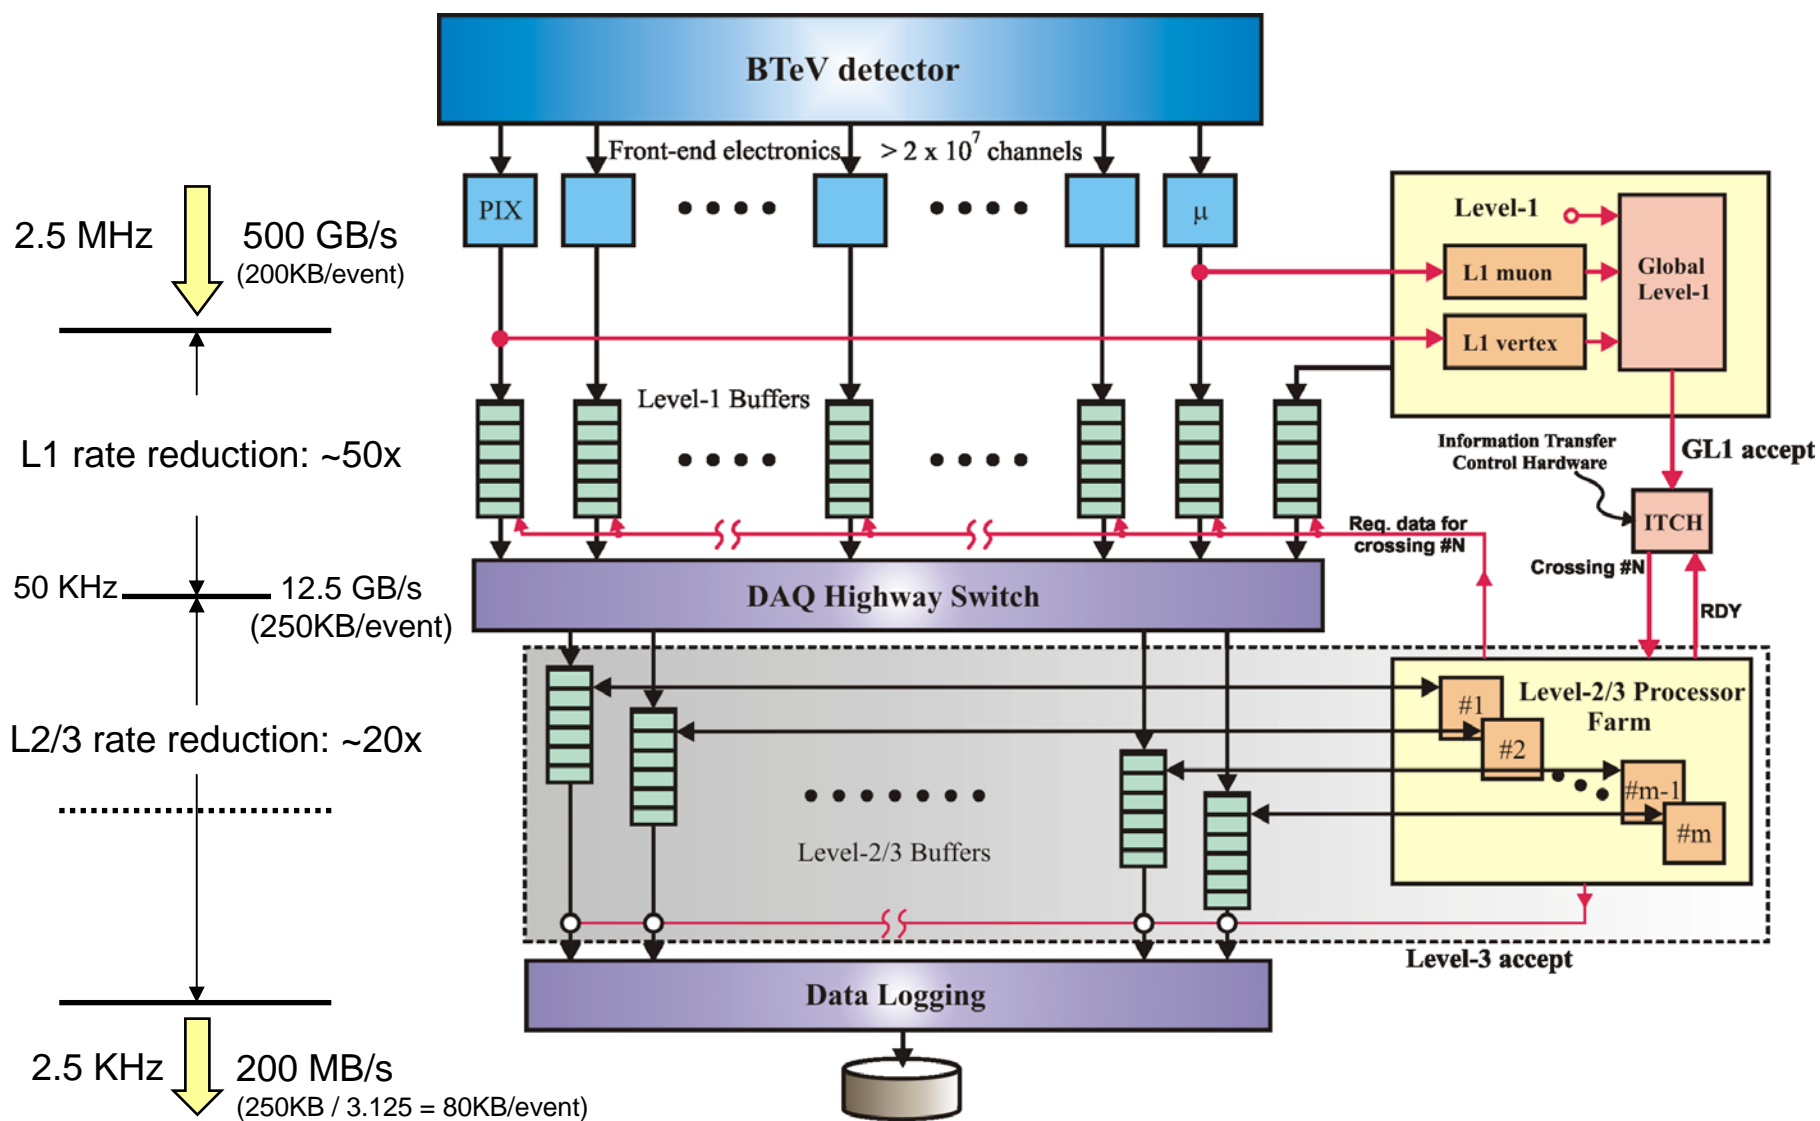 BTeV detector
Front-end electronics > 2 x 10^7 channels
PIX
μ
2.5 MHz
500 GB/s
(200KB/event)
Level-1
L1 muon
Global
Level-1
L1 vertex
Level-1 Buffers
L1 rate reduction: ~50x
Information Transfer
Control Hardware
GL1 accept
ITCH
Req. data for
crossing #N
Crossing #N
RDY
50 KHz
12.5 GB/s
(250KB/event)
DAQ Highway Switch
Level-2/3 Processor
Farm
#1
#2
#m-1
#m
L2/3 rate reduction: ~20x
Level-2/3 Buffers
Level-3 accept
Data Logging
2.5 KHz
200 MB/s
(250KB / 3.125 = 80KB/event)